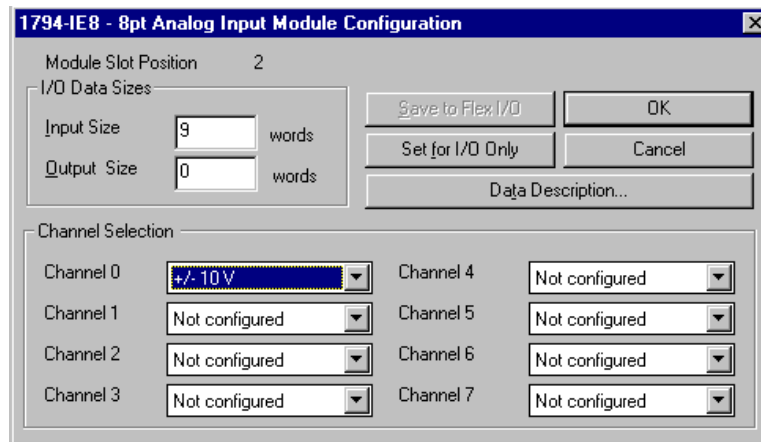 1794-IE8 - 8pt Analog Input Module Configuration
Module Slot Position 2
I/O Data Sizes
Input Size 9 words
Output Size 0 words
Save to Flex I/O
OK
Set for I/O Only
Cancel
Data Description...
Channel Selection
Channel 0 +/- 10 V
Channel 4 Not configured
Channel 1 Not configured
Channel 5 Not configured
Channel 2 Not configured
Channel 6 Not configured
Channel 3 Not configured
Channel 7 Not configured